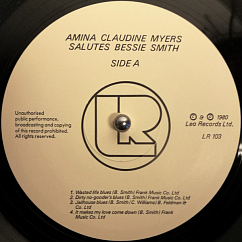 AMINA CLAUDINE MYERS
SALUTES BESSIE SMITH
SIDE A
Unauthorised
public performance,
broadcasting and copying
of this record prohibited.
All rights reserved.
© ℗ 1980
Leo Records Ltd.
LR 103
LR
1. Wasted life blues (B. Smith) Frank Music Co. Ltd
2. Dirty no-gooder's blues (B. Smith) Frank Music Co. Ltd
3. Jailhouse blues (B. Smith/C. Williams) B. Feldman &
Co. Ltd
4. It makes my love come down (B. Smith) Frank
Music Co. Ltd